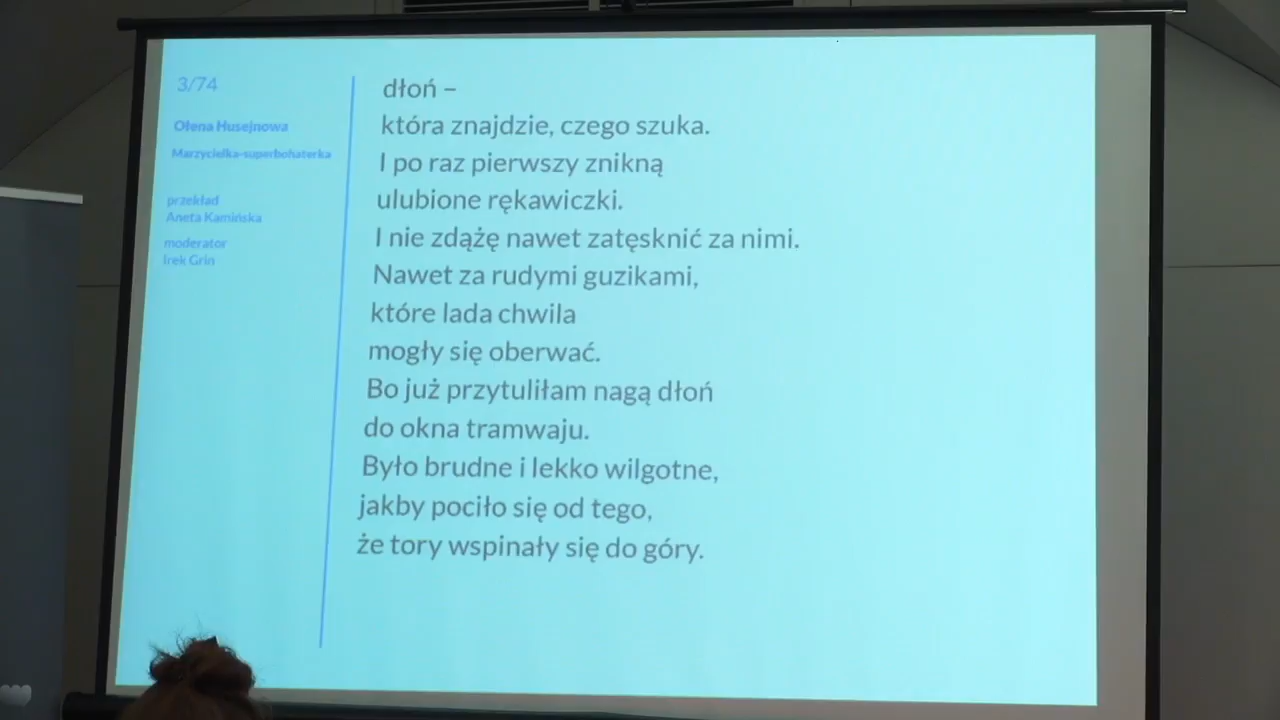 3/74
Ołena Husejnowa
Marzycielka-superbohaterka
przekład
Aneta Kamińska
moderator
Irek Grin
dłoń –
która znajdzie, czego szuka.
I po raz pierwszy znikną
ulubione rękawiczki.
I nie zdążę nawet zatęsknić za nimi.
Nawet za rudymi guzikami,
które lada chwila
mogły się oberwać.
Bo już przytuliłam nagą dłoń
do okna tramwaju.
Było brudne i lekko wilgotne,
jakby pociło się od tego,
że tory wspinały się do góry.